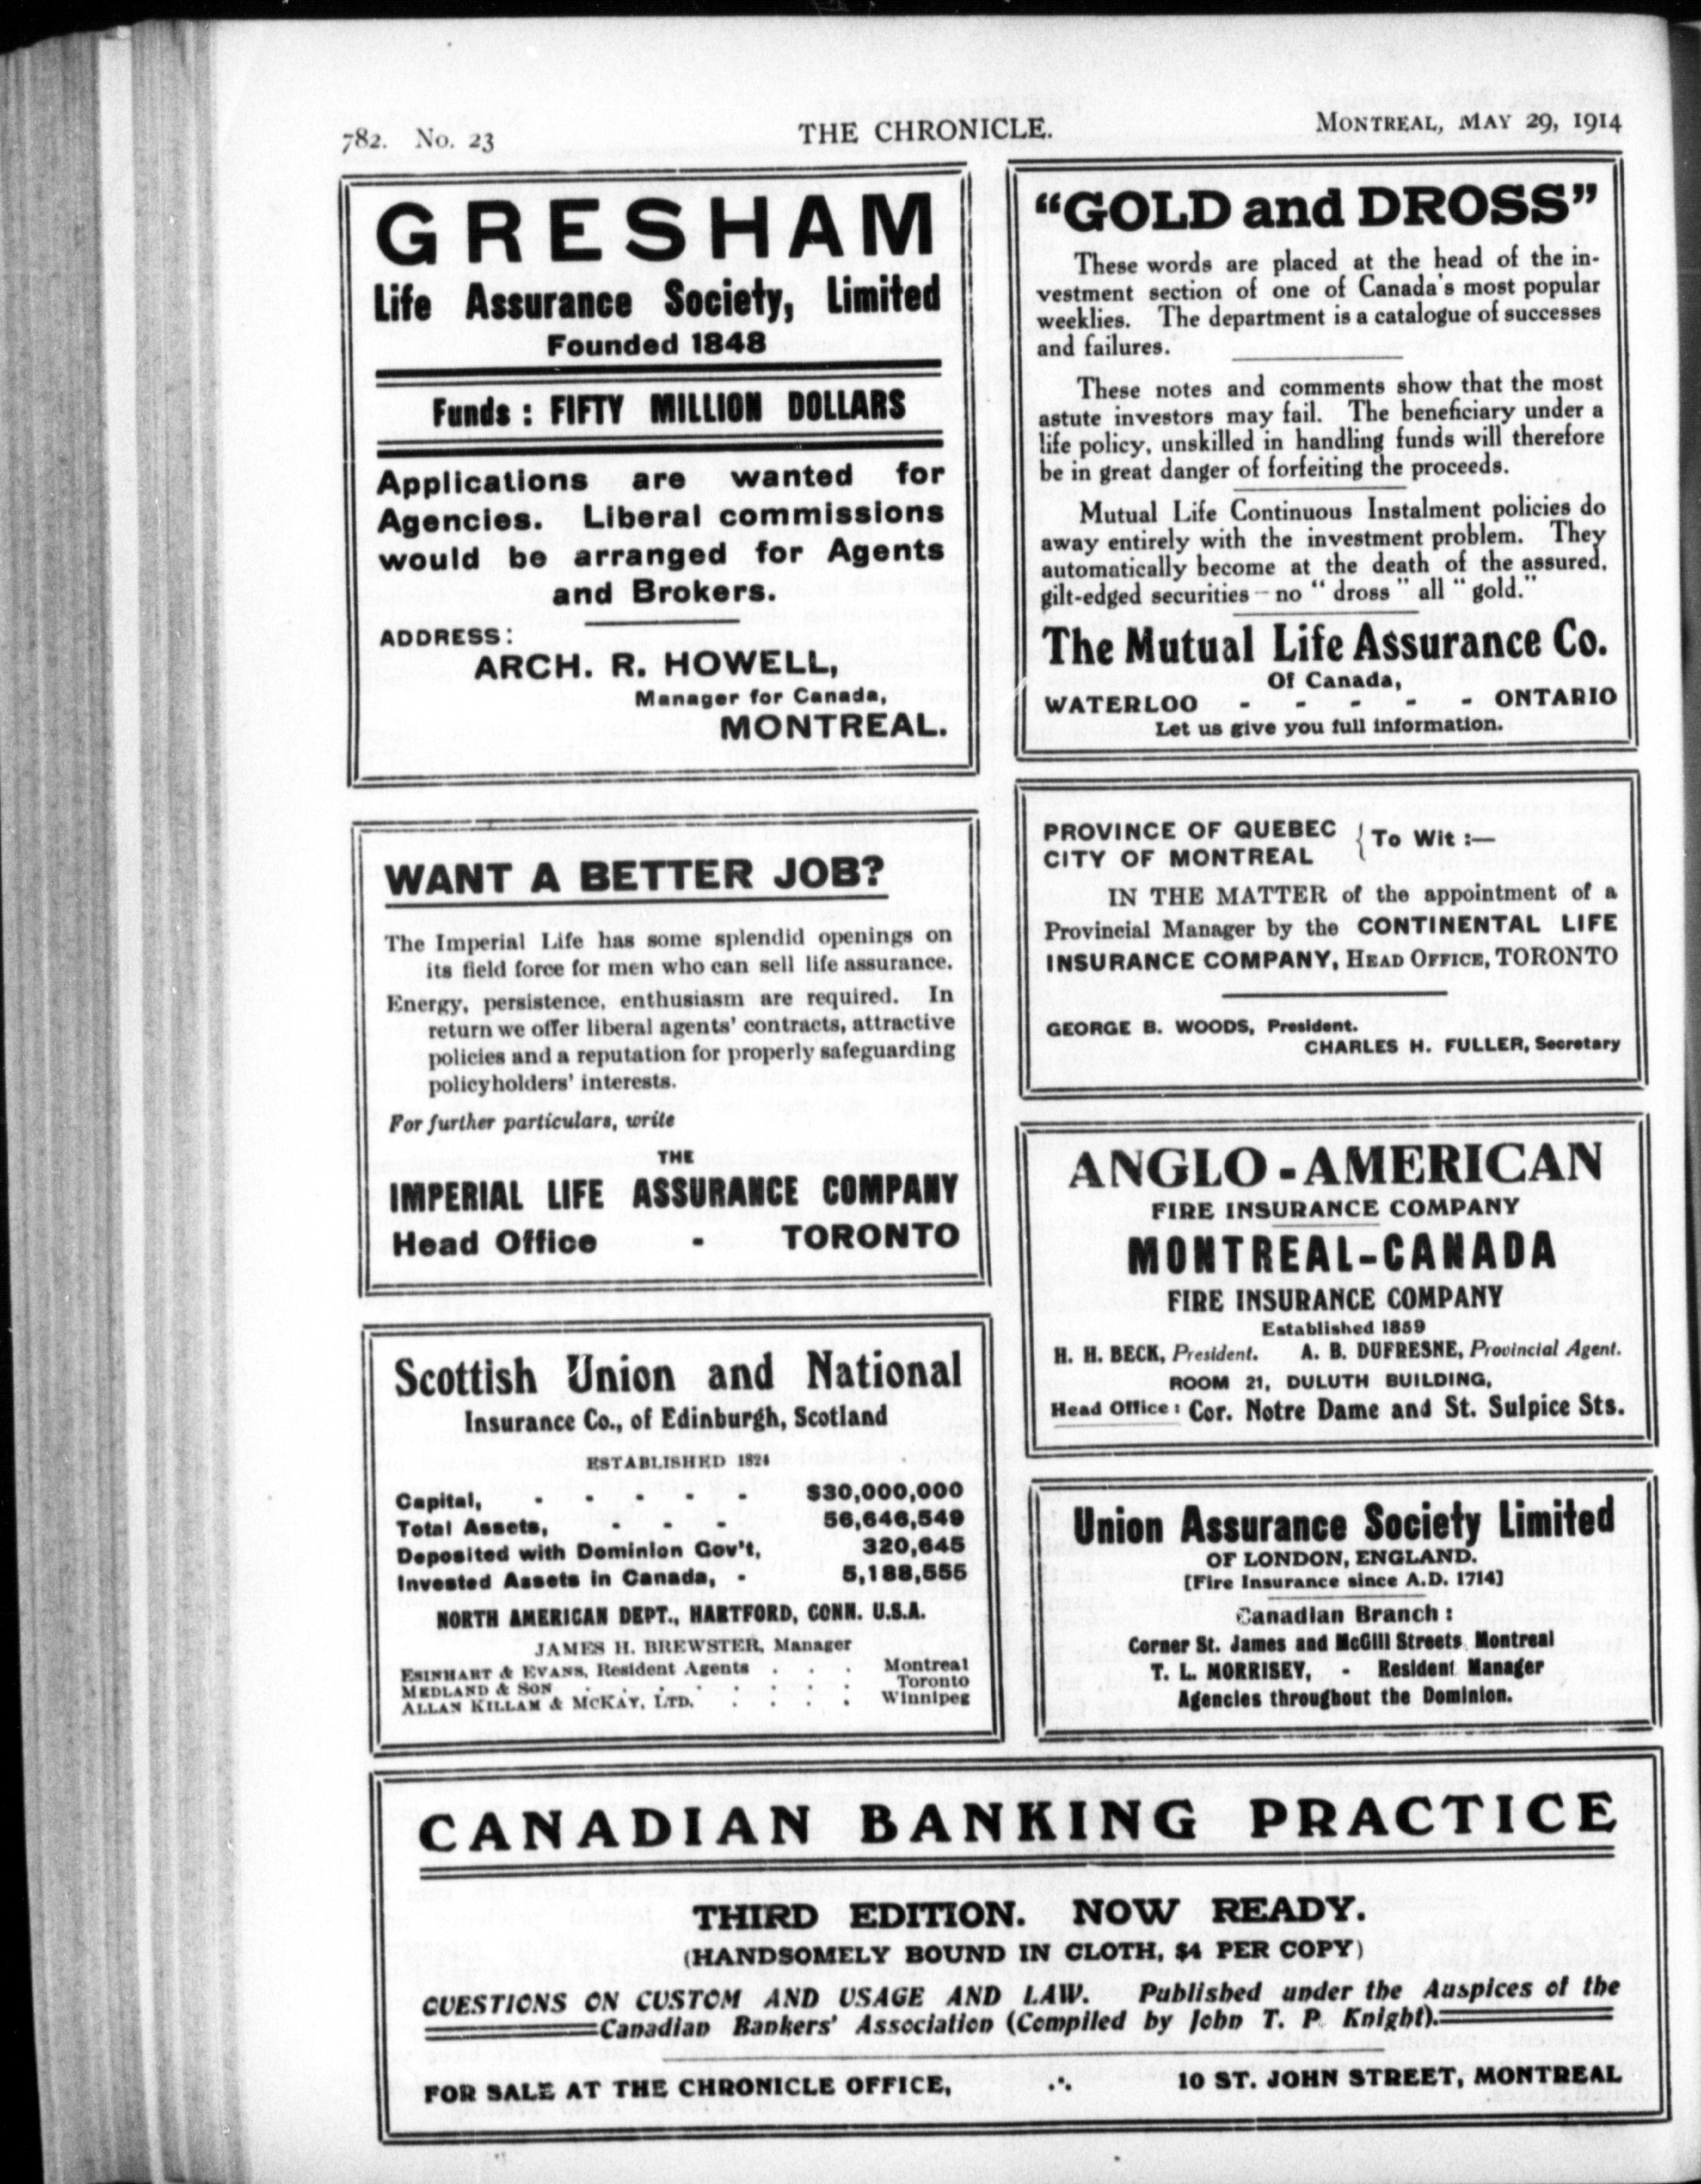 782. No. 23
THE CHRONICLE.
MONTREAL, MAY 29, 1914
GRESHAM
Life Assurance Society, Limited
Founded 1848
Funds : FIFTY MILLION DOLLARS
Applications are wanted for
Agencies. Liberal commissions
would be arranged for Agents
and Brokers.
ADDRESS:
ARCH. R. HOWELL,
Manager for Canada,
MONTREAL.
WANT A BETTER JOB?
The Imperial Life has some splendid openings on
its field force for men who can sell life assurance.
Energy, persistence, enthusiasm are required. In
return we offer liberal agents' contracts, attractive
policies and a reputation for properly safeguarding
policyholders' interests.
For further particulars, write
THE
IMPERIAL LIFE ASSURANCE COMPANY
Head Office - TORONTO
Scottish Union and National
Insurance Co., of Edinburgh, Scotland
ESTABLISHED 1824
Capital, - - - - - $30,000,000
Total Assets, - - - 56,646,549
Deposited with Dominion Gov't, 320,645
Invested Assets in Canada, - 5,188,555
NORTH AMERICAN DEPT., HARTFORD, CONN. U.S.A.
JAMES H. BREWSTER, Manager
ESINHART & EVANS, Resident Agents . . . Montreal
MEDLAND & SON . . . . . . . Toronto
ALLAN KILLAM & McKAY, LTD. . . . . Winnipeg
“GOLD and DROSS”
These words are placed at the head of the in-
vestment section of one of Canada's most popular
weeklies. The department is a catalogue of successes
and failures.
These notes and comments show that the most
astute investors may fail. The beneficiary under a
life policy, unskilled in handling funds will therefore
be in great danger of forfeiting the proceeds.
Mutual Life Continuous Instalment policies do
away entirely with the investment problem. They
automatically become at the death of the assured,
gilt-edged securities – no “dross” all “gold.”
The Mutual Life Assurance Co.
Of Canada,
WATERLOO - - - - - ONTARIO
Let us give you full information.
PROVINCE OF QUEBEC
CITY OF MONTREAL { To Wit :—
IN THE MATTER of the appointment of a
Provincial Manager by the CONTINENTAL LIFE
INSURANCE COMPANY, HEAD OFFICE, TORONTO
GEORGE B. WOODS, President.
CHARLES H. FULLER, Secretary
ANGLO-AMERICAN
FIRE INSURANCE COMPANY
MONTREAL-CANADA
FIRE INSURANCE COMPANY
Established 1859
H. H. BECK, President. A. B. DUFRESNE, Provincial Agent.
ROOM 21, DULUTH BUILDING,
Head Office: Cor. Notre Dame and St. Sulpice Sts.
Union Assurance Society Limited
OF LONDON, ENGLAND.
[Fire Insurance since A.D. 1714]
Canadian Branch :
Corner St. James and McGill Streets, Montreal
T. L. MORRISEY, - Resident Manager
Agencies throughout the Dominion.
CANADIAN BANKING PRACTICE
THIRD EDITION. NOW READY.
(HANDSOMELY BOUND IN CLOTH, $4 PER COPY)
QUESTIONS ON CUSTOM AND USAGE AND LAW. Published under the Auspices of the
Canadian Bankers' Association (Compiled by John T. P. Knight).
FOR SALE AT THE CHRONICLE OFFICE, ∴ 10 ST. JOHN STREET, MONTREAL